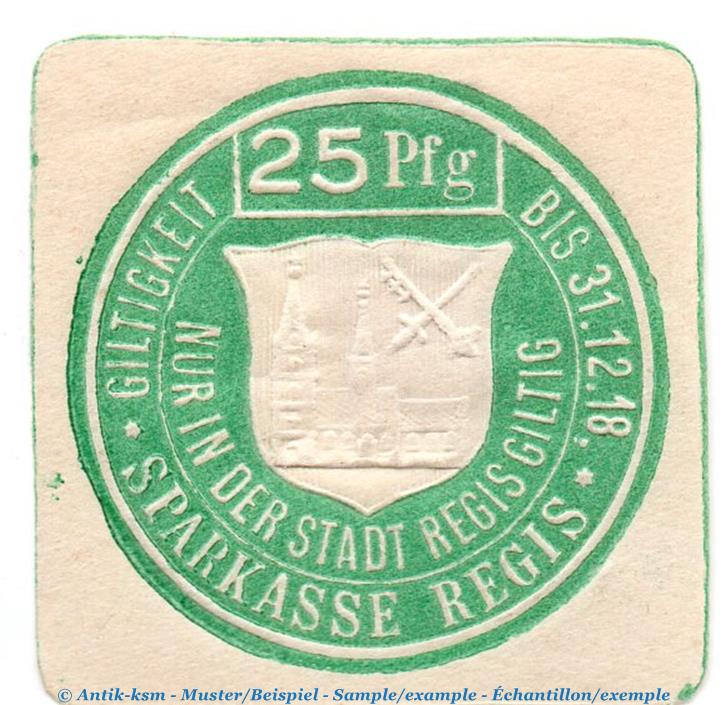 25 Pfg
GILTIGKEIT BIS 31.12.18.
NUR IN DER STADT REGIS GILTIG
* SPARKASSE REGIS *
© Antik-ksm - Muster/Beispiel - Sample/example - Échantillon/exemple